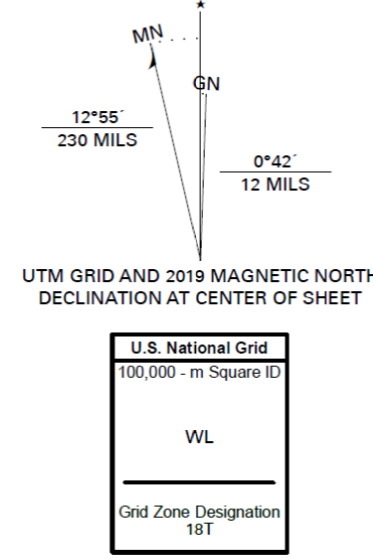 ★
MN
GN
12°55´
230 MILS
0°42´
12 MILS
UTM GRID AND 2019 MAGNETIC NORTH
DECLINATION AT CENTER OF SHEET
U.S. National Grid
100,000 - m Square ID
WL
Grid Zone Designation
18T